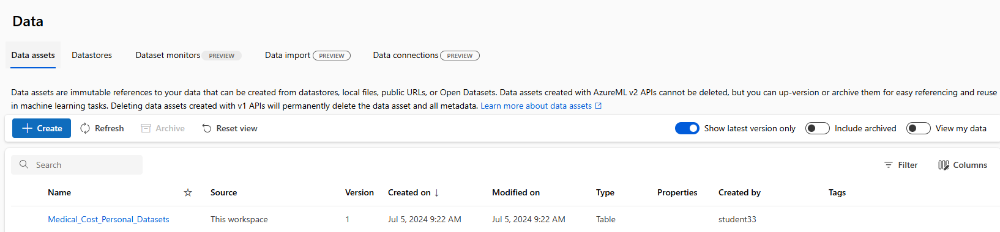 Data
Data assets Datastores Dataset monitors PREVIEW Data import PREVIEW Data connections PREVIEW
Data assets are immutable references to your data that can be created from datastores, local files, public URLs, or Open Datasets. Data assets created with AzureML v2 APIs cannot be deleted, but you can up-version or archive them for easy referencing and reuse
in machine learning tasks. Deleting data assets created with v1 APIs will permanently delete the data asset and all metadata. Learn more about data assets
Create Refresh Archive Reset view Show latest version only Include archived View my data
Search Filter Columns
Name Source Version Created on ↓ Modified on Type Properties Created by Tags
Medical_Cost_Personal_Datasets This workspace 1 Jul 5, 2024 9:22 AM Jul 5, 2024 9:22 AM Table student33